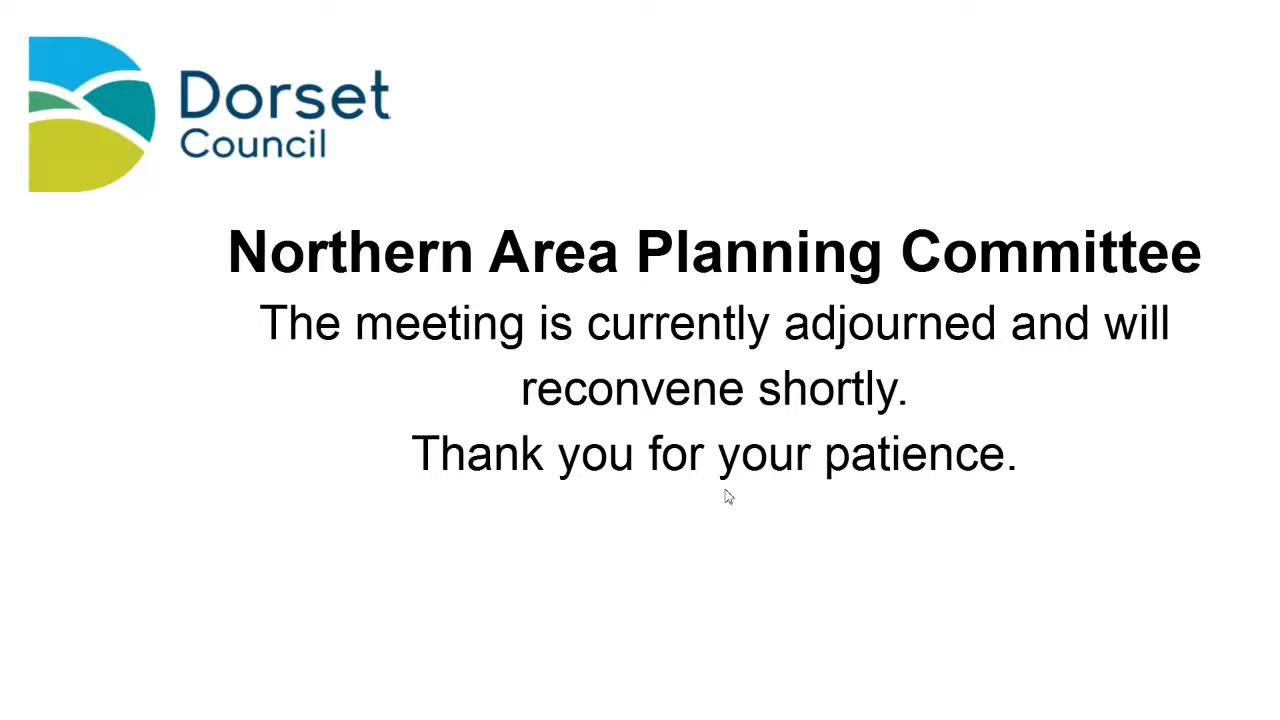 Dorset
Council
Northern Area Planning Committee
The meeting is currently adjourned and will
reconvene shortly.
Thank you for your patience.